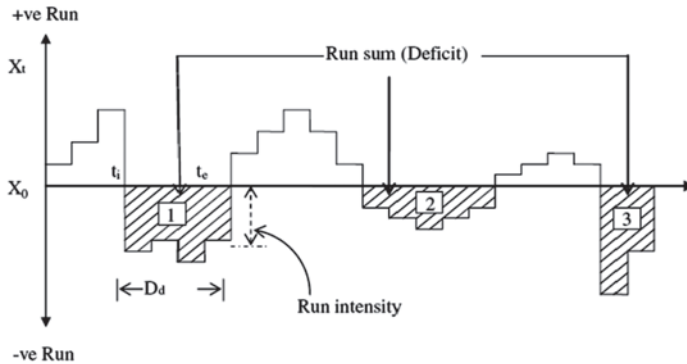 +ve Run
Xt
Run sum (Deficit)
ti
te
X0
1
2
3
Dd
Run intensity
-ve Run